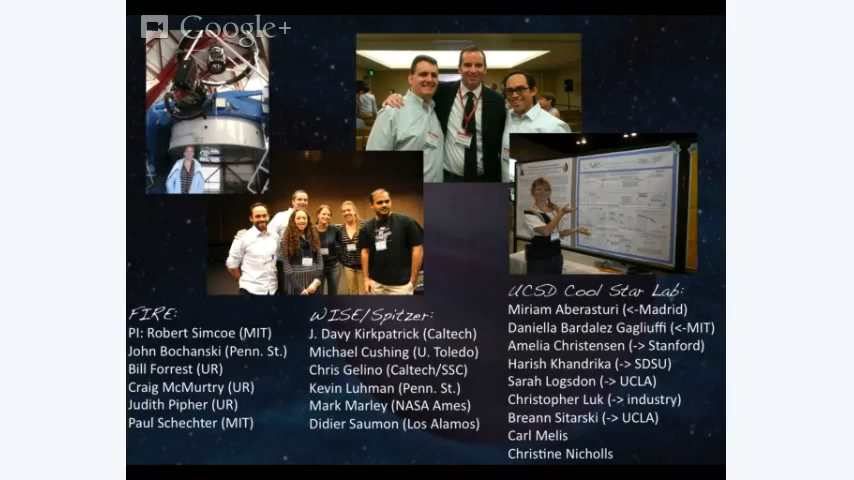 Google+
FIRE:
PI: Robert Simcoe (MIT)
John Bochanski (Penn. St.)
Bill Forrest (UR)
Craig McMurtry (UR)
Judith Pipher (UR)
Paul Schechter (MIT)
WISE/Spitzer:
J. Davy Kirkpatrick (Caltech)
Michael Cushing (U. Toledo)
Chris Gelino (Caltech/SSC)
Kevin Luhman (Penn. St.)
Mark Marley (NASA Ames)
Didier Saumon (Los Alamos)
UCSD Cool Star Lab:
Miriam Aberasturi (<-Madrid)
Daniella Bardalez Gagliuffi (<-MIT)
Amelia Christensen (-> Stanford)
Harish Khandrika (-> SDSU)
Sarah Logsdon (-> UCLA)
Christopher Luk (-> industry)
Breann Sitarski (-> UCLA)
Carl Melis
Christine Nicholls